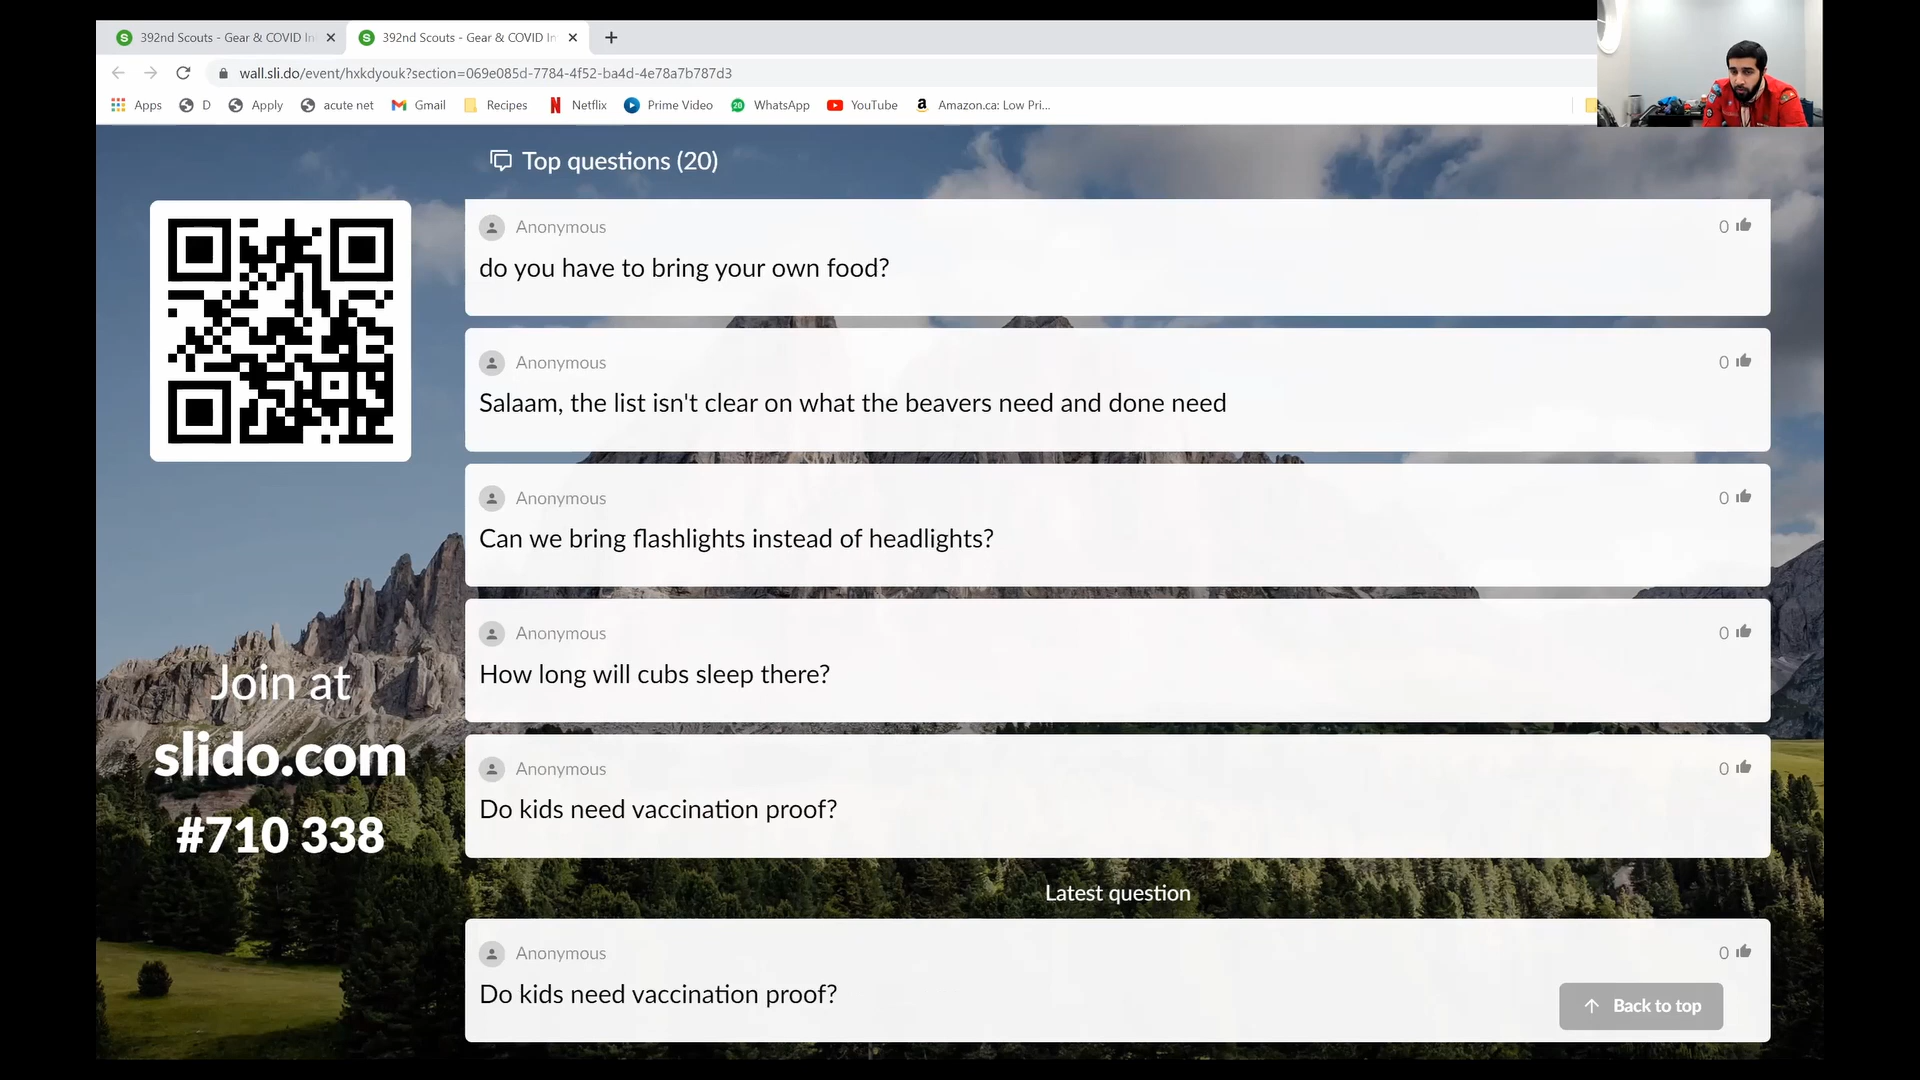 392nd Scouts - Gear & COVID In
392nd Scouts - Gear & COVID In
wall.sli.do/event/hxkdyouk?section=069e085d-7784-4f52-ba4d-4e78a7b787d3
Apps D Apply acute net Gmail Recipes Netflix Prime Video 20 WhatsApp YouTube Amazon.ca: Low Pri...
Top questions (20)
Anonymous 0
do you have to bring your own food?
Anonymous 0
Salaam, the list isn't clear on what the beavers need and done need
Anonymous 0
Can we bring flashlights instead of headlights?
Anonymous 0
How long will cubs sleep there?
Anonymous 0
Do kids need vaccination proof?
Latest question
Anonymous 0
Do kids need vaccination proof?
Back to top
Join at
slido.com
#710 338